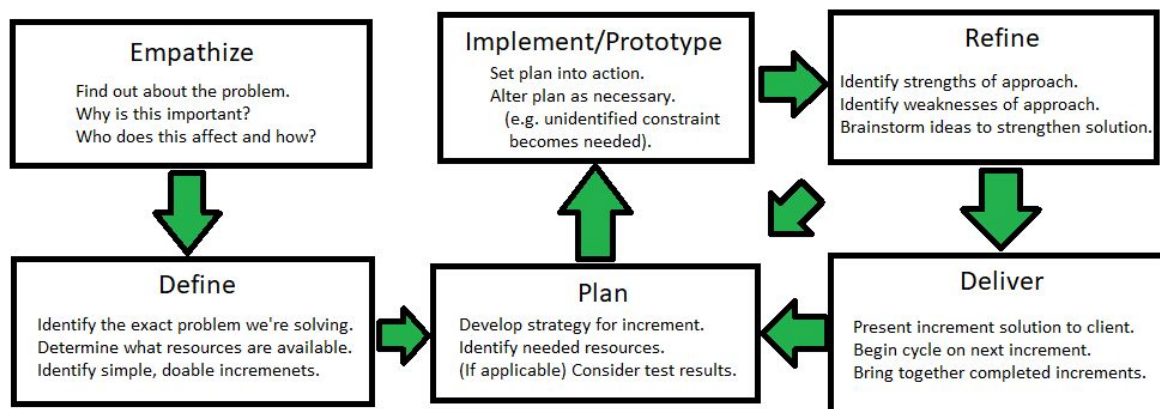 Empathize
Find out about the problem.
Why is this important?
Who does this affect and how?
Define
Identify the exact problem we're solving.
Determine what resources are available.
Identify simple, doable incremenets.
Plan
Develop strategy for increment.
Identify needed resources.
(If applicable) Consider test results.
Implement/Prototype
Set plan into action.
Alter plan as necessary.
(e.g. unidentified constraint
becomes needed).
Refine
Identify strengths of approach.
Identify weaknesses of approach.
Brainstorm ideas to strengthen solution.
Deliver
Present increment solution to client.
Begin cycle on next increment.
Bring together completed increments.